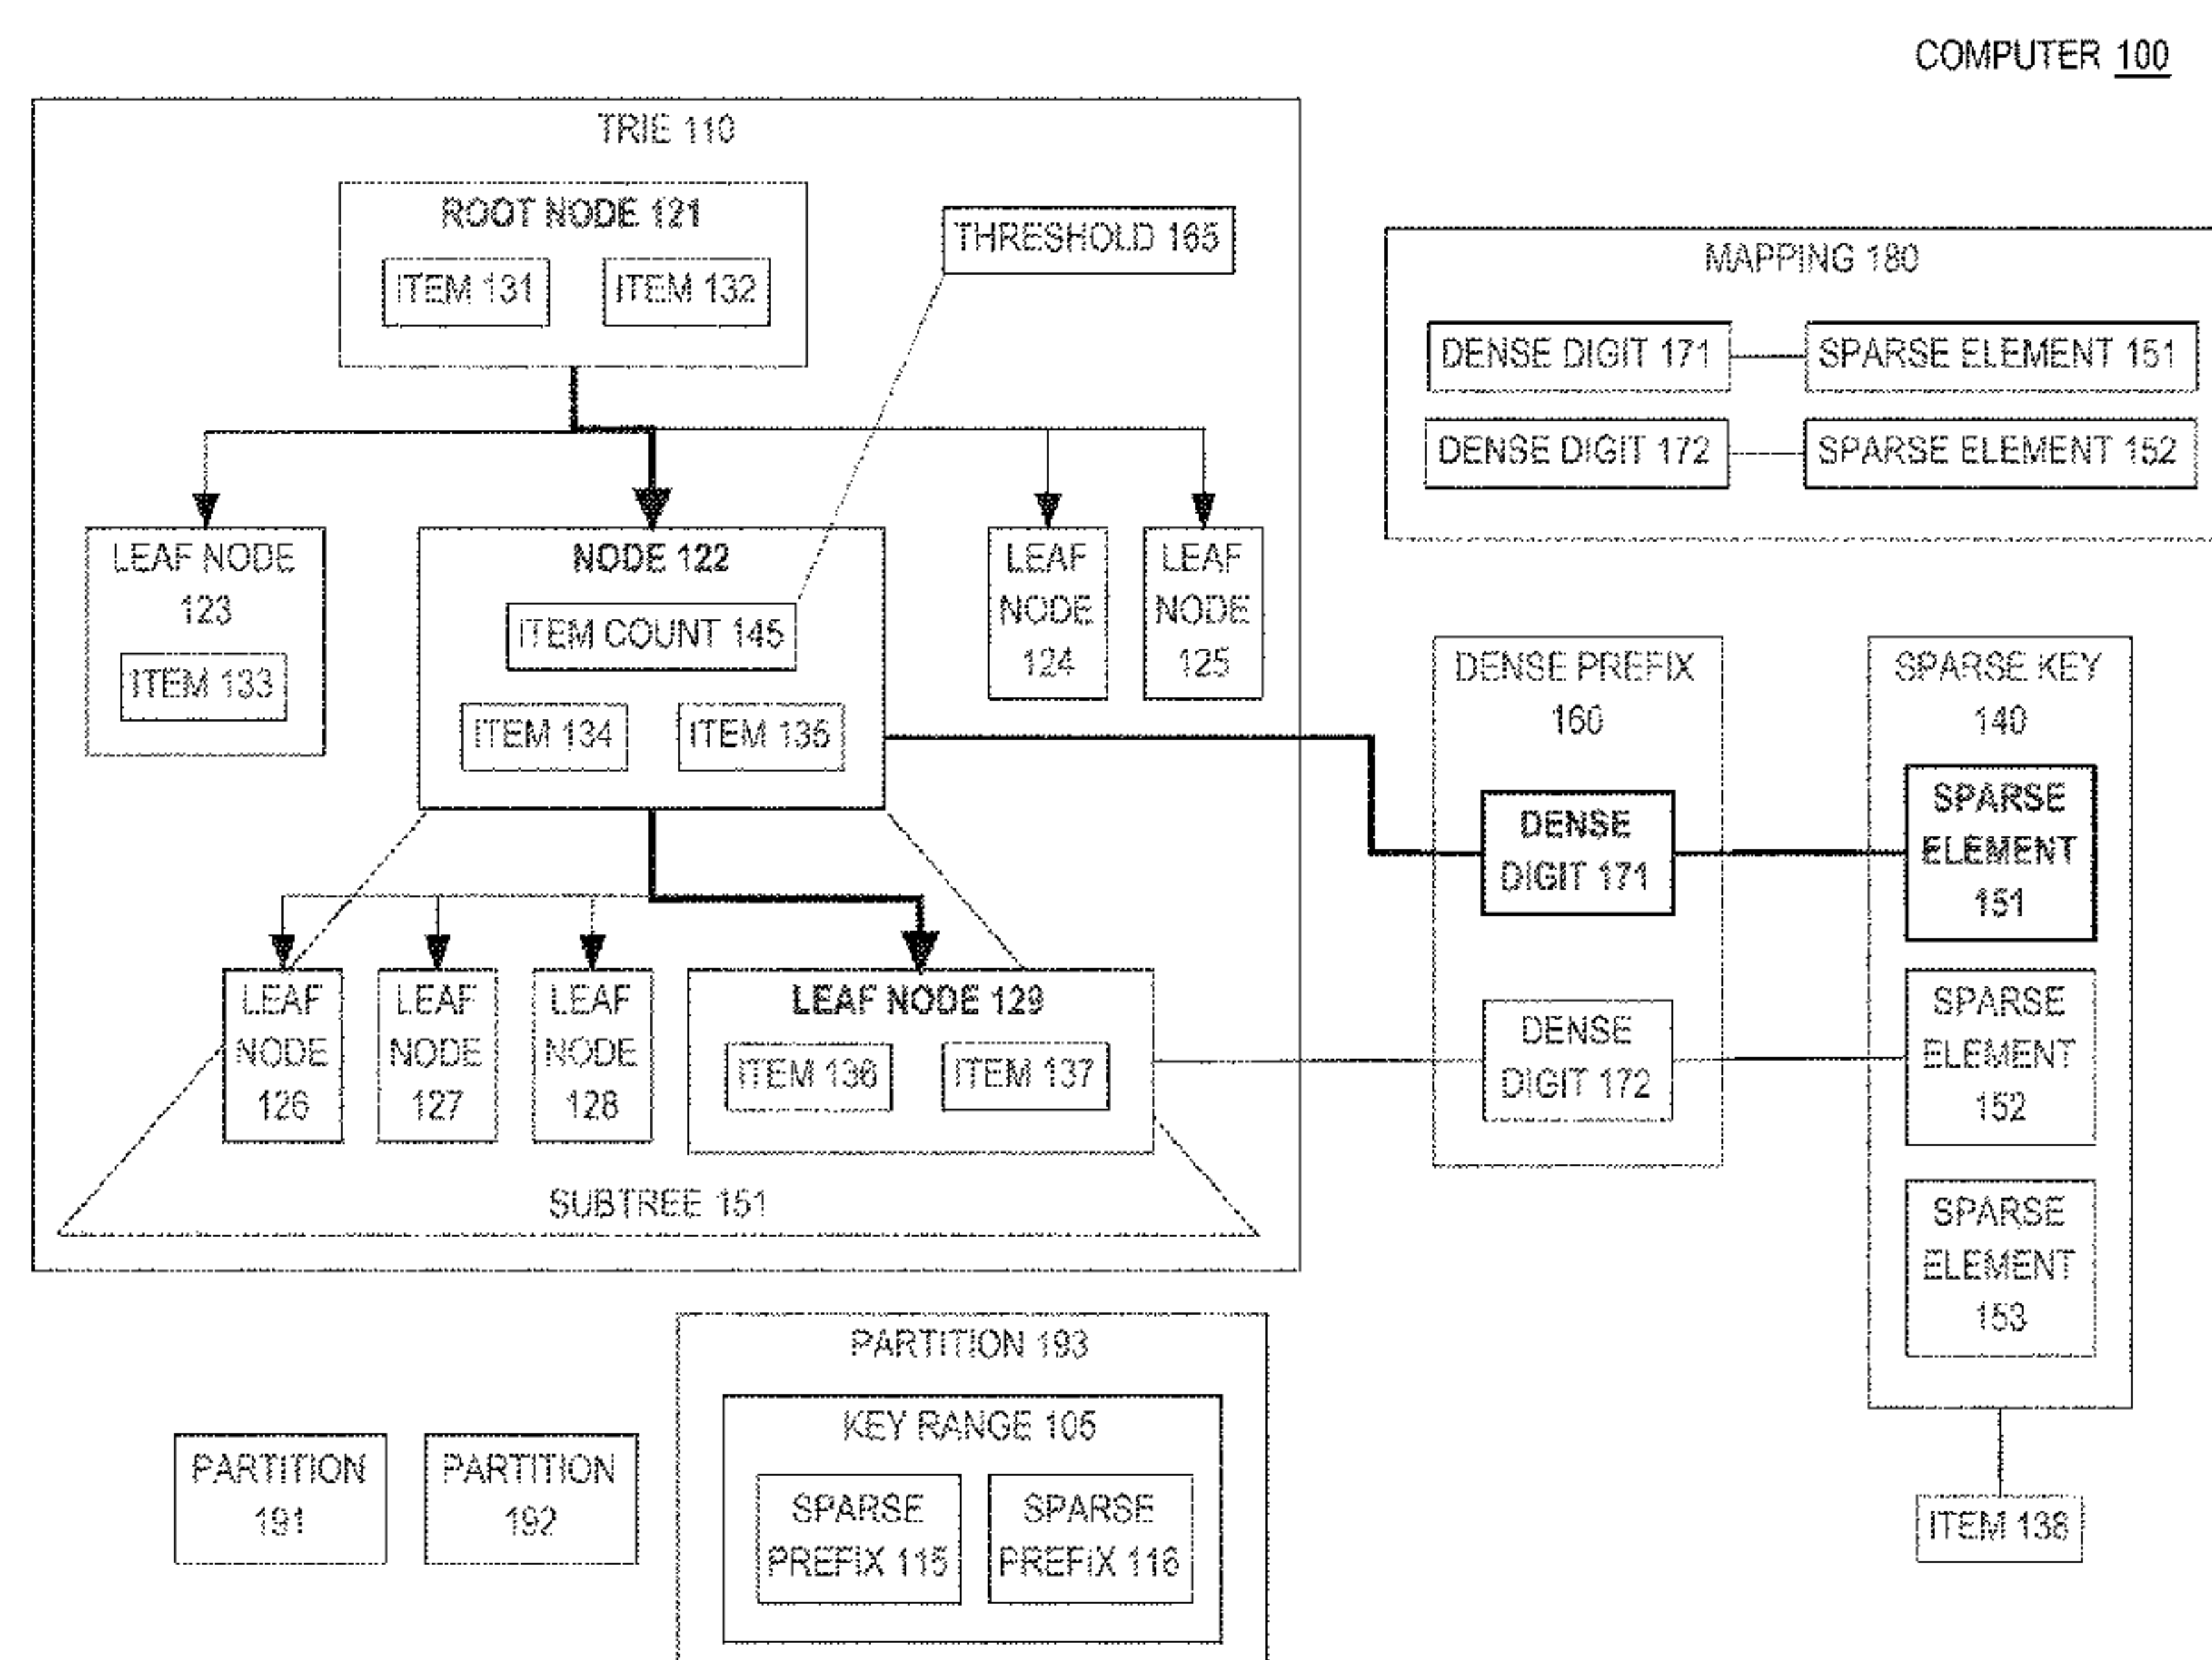 COMPUTER 100
TRIE 110
ROOT NODE 121
ITEM 131
ITEM 132
THRESHOLD 165
MAPPING 180
DENSE DIGIT 171
SPARSE ELEMENT 151
DENSE DIGIT 172
SPARSE ELEMENT 152
LEAF NODE
123
ITEM 133
NODE 122
ITEM COUNT 145
ITEM 134
ITEM 135
LEAF
NODE
124
LEAF
NODE
125
DENSE PREFIX
160
DENSE
DIGIT 171
DENSE
DIGIT 172
SPARSE KEY
140
SPARSE
ELEMENT
151
SPARSE
ELEMENT
152
SPARSE
ELEMENT
153
ITEM 138
LEAF
NODE
126
LEAF
NODE
127
LEAF
NODE
128
LEAF NODE 129
ITEM 136
ITEM 137
SUBTREE 151
PARTITION
191
PARTITION
192
PARTITION 193
KEY RANGE 105
SPARSE
PREFIX 115
SPARSE
PREFIX 116